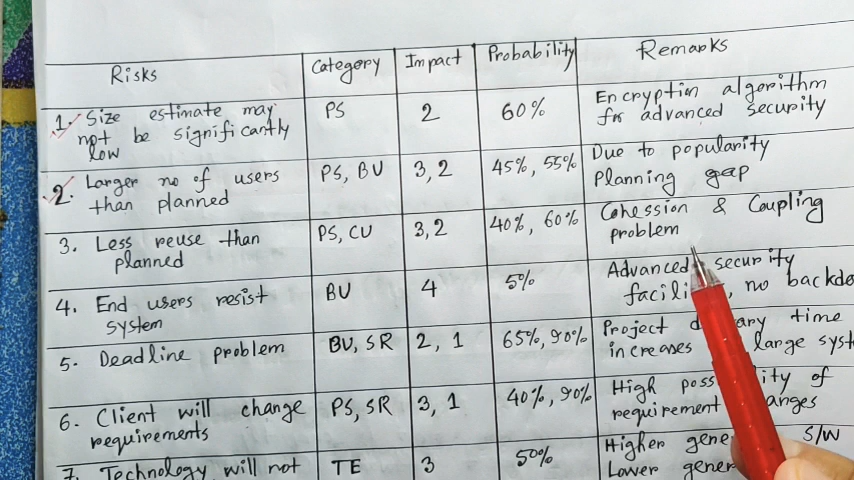 Risks Category Impact Probability Remarks
1. Size estimate may PS 2 60% Encryption algorithm
not be significantly for advanced security
low
2. Larger no of users PS, BU 3,2 45%, 55% Due to popularity
than planned Planning gap
3. Less reuse than PS, CU 3,2 40%, 60% Cohession & Coupling
planned problem
4. End users resist BU 4 5% Advanced security
system no
5. Deadline problem BU, SR 2, 1 65%, 90% Project time
increases large
6. Client will change PS, SR 3, 1 40%, 90% High of
requirements requirement
7. Technology will not TE 3 50% Higher S/W
Lower